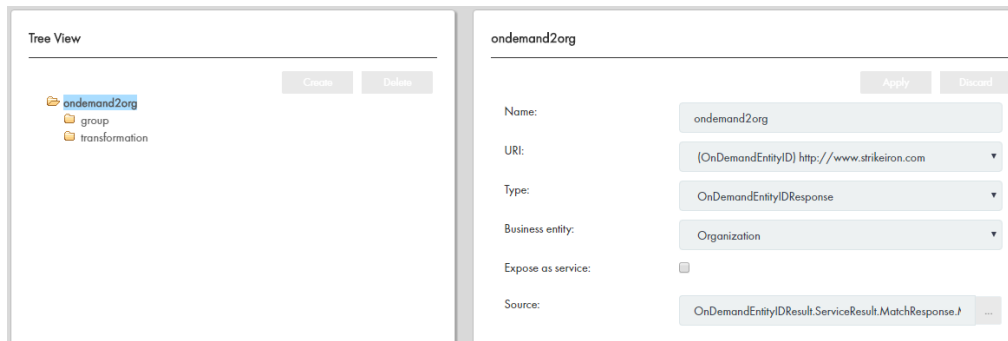 Tree View
Create Delete
ondemand2org
group
transformation
ondemand2org
Apply Discard
Name: ondemand2org
URI: (OnDemandEntityID) http://www.strikeiron.com
Type: OnDemandEntityIDResponse
Business entity: Organization
Expose as service:
Source: OnDemandEntityIDResult.ServiceResult.MatchResponse. ...